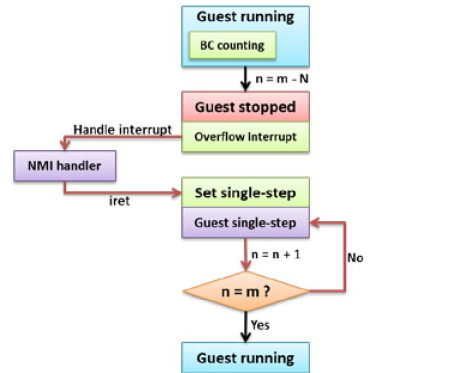 Guest running
BC counting
n = m - N
Guest stopped
Handle interrupt
Overflow interrupt
NMI handler
iret
Set single-step
Guest single-step
n = n + 1
No
n = m ?
Yes
Guest running